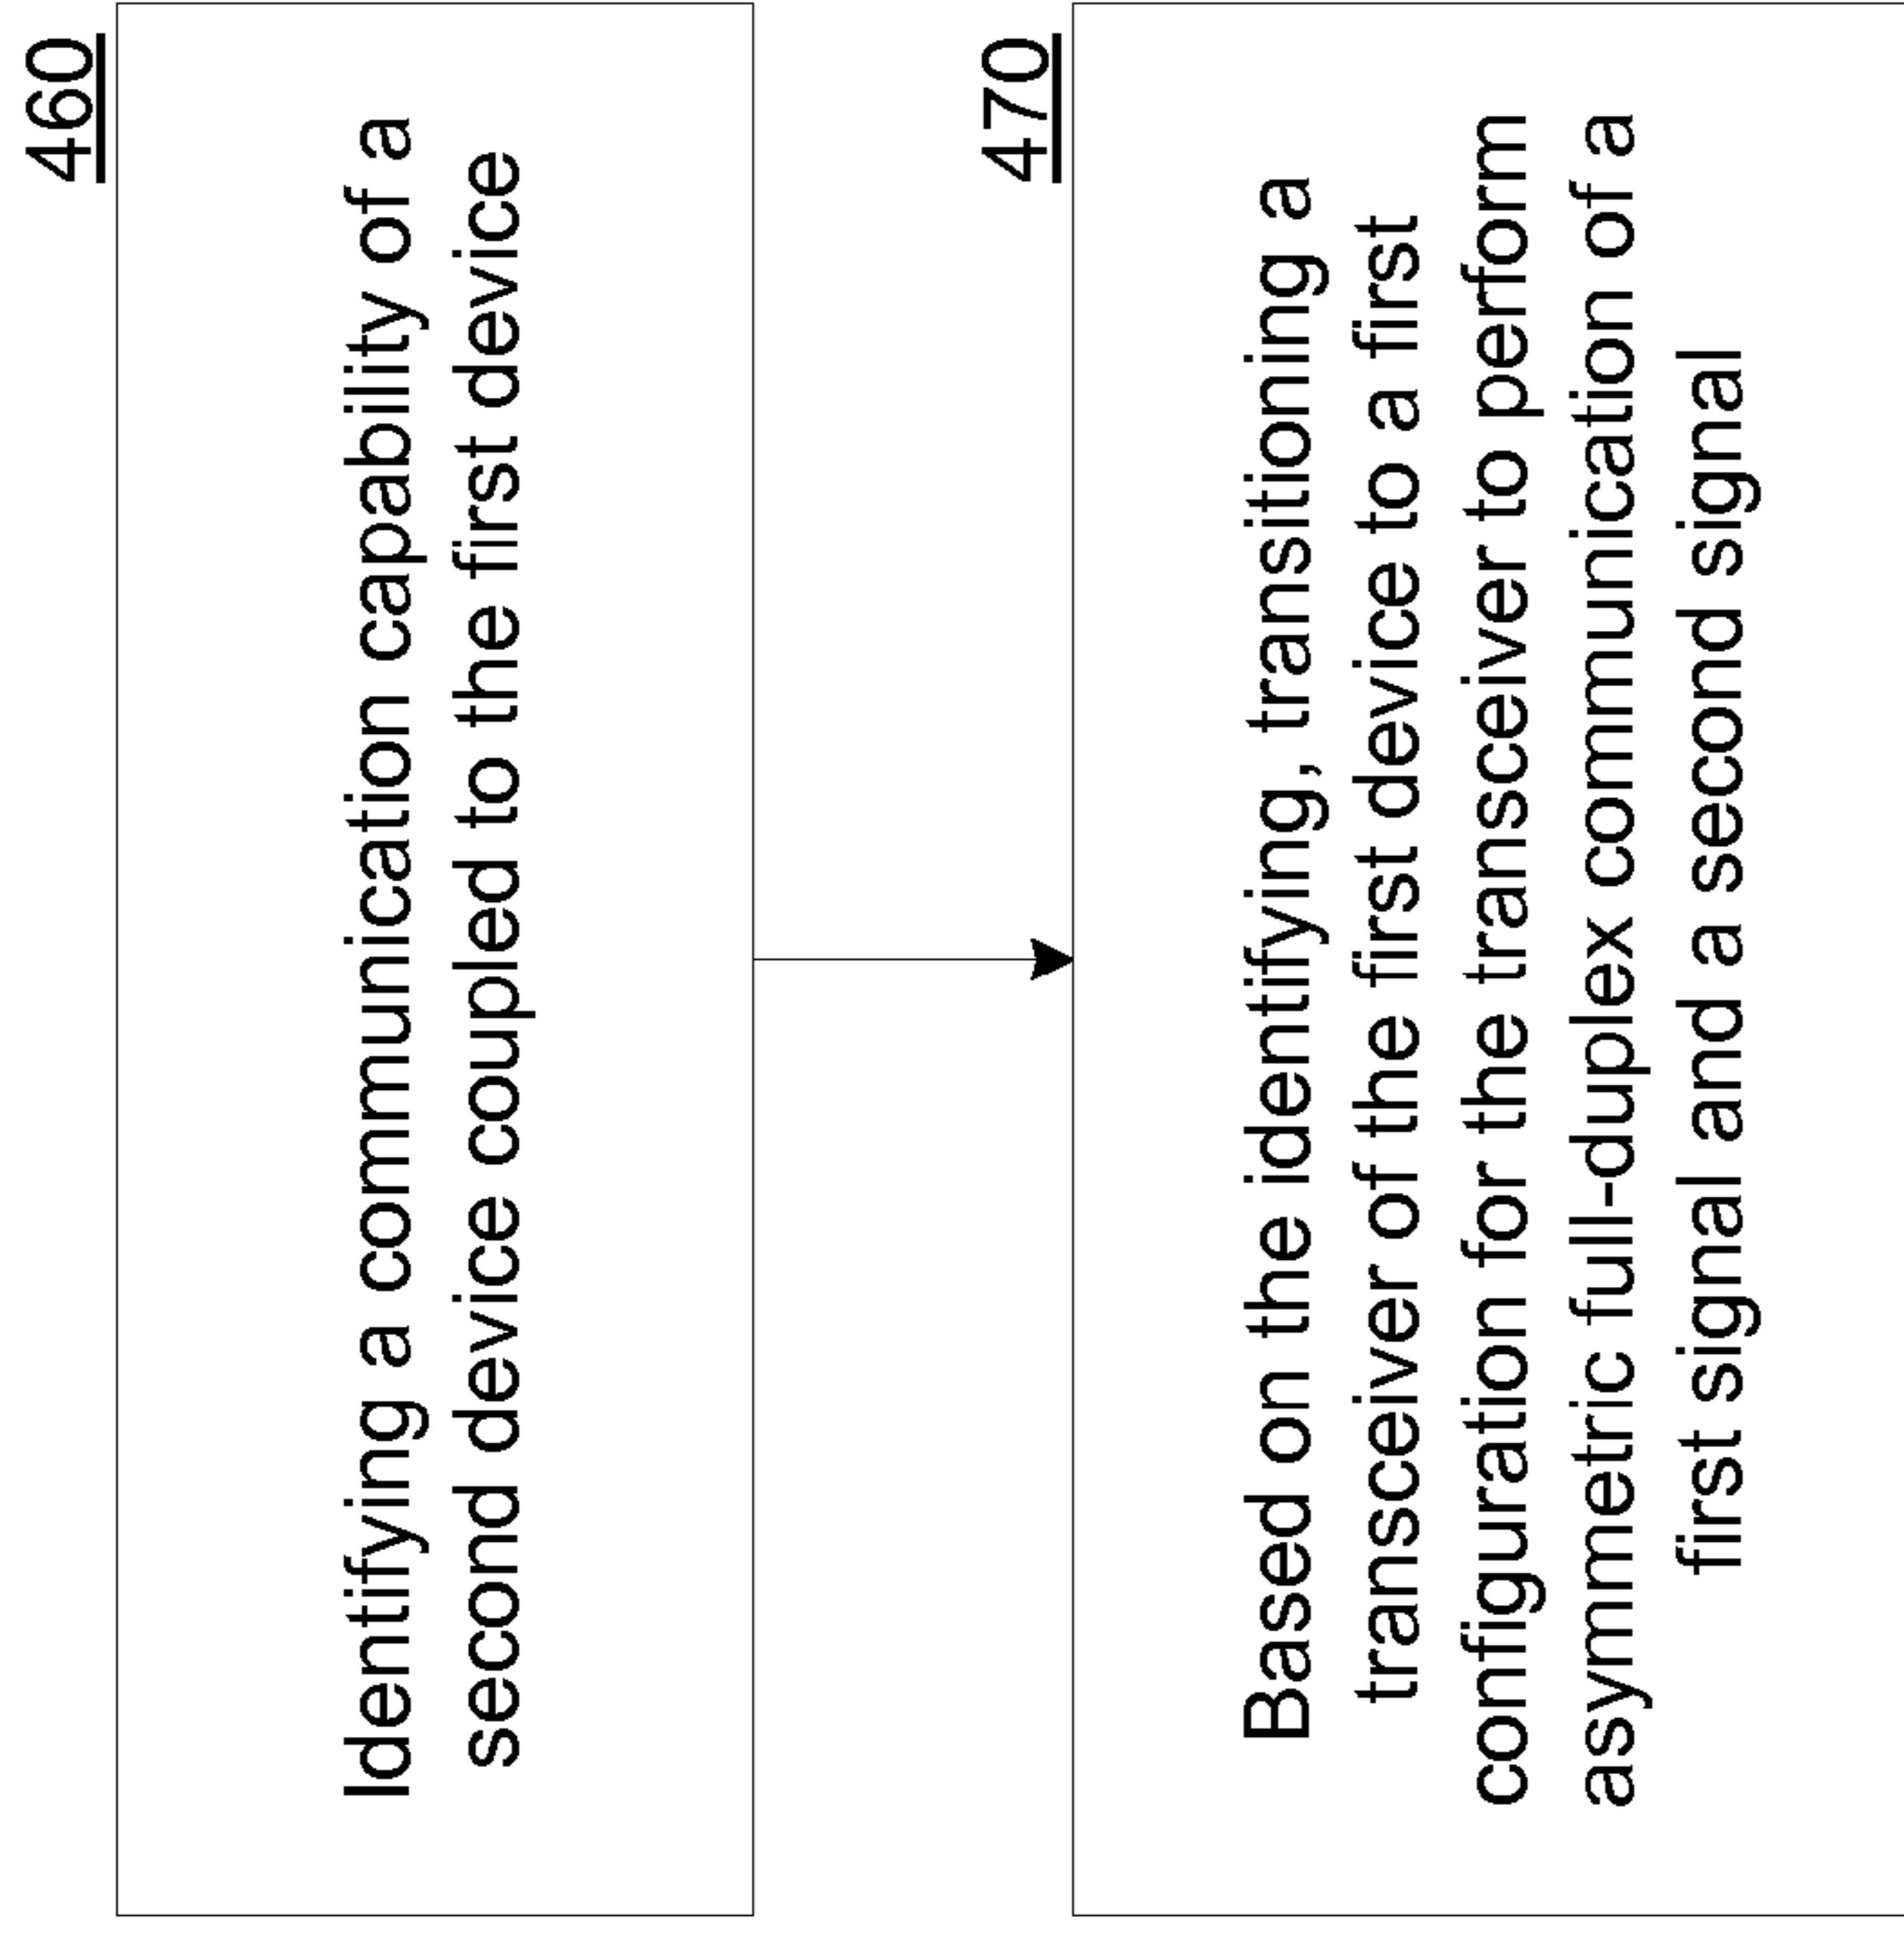 460
Identifying a communication capability of a
second device coupled to the first device
470
Based on the identifying, transitioning a
transceiver of the first device to a first
configuration for the transceiver to perform
asymmetric full-duplex communication of a
first signal and a second signal